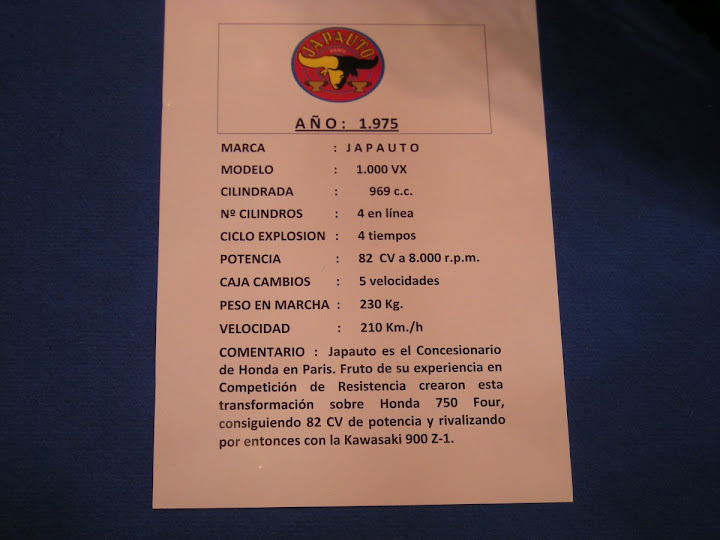 JAPAUTO
PARIS
AÑO: 1.975
MARCA : JAPAUTO
MODELO : 1.000 VX
CILINDRADA : 969 c.c.
Nº CILINDROS : 4 en línea
CICLO EXPLOSION : 4 tiempos
POTENCIA : 82 CV a 8.000 r.p.m.
CAJA CAMBIOS : 5 velocidades
PESO EN MARCHA : 230 Kg.
VELOCIDAD : 210 Km./h
COMENTARIO : Japauto es el Concesionario
de Honda en Paris. Fruto de su experiencia en
Competición de Resistencia crearon esta
transformación sobre Honda 750 Four,
consiguiendo 82 CV de potencia y rivalizando
por entonces con la Kawasaki 900 Z-1.